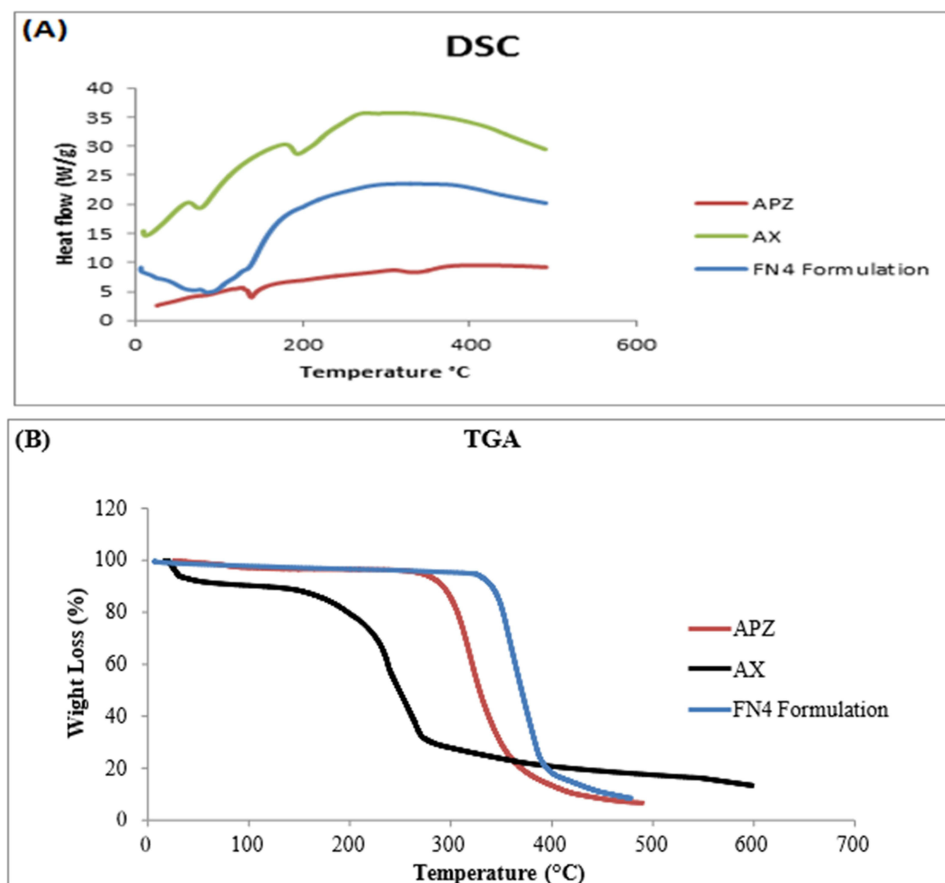 (A)
DSC
40
35
30
25
20
15
10
5
0
Heat flow (W/g)
0 200 400 600
Temperature °C
APZ
AX
FN4 Formulation
(B)
TGA
120
100
80
60
40
20
0
Wight Loss (%)
0 100 200 300 400 500 600 700
Temperature (°C)
APZ
AX
FN4 Formulation